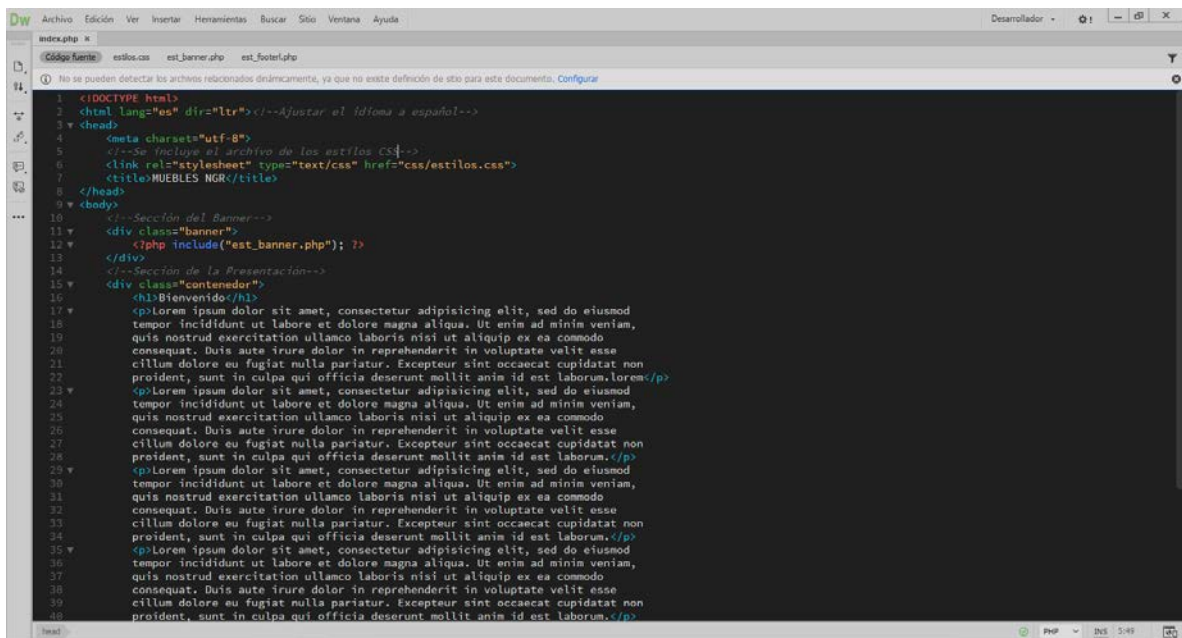 Dw Archivo Edición Ver Insertar Herramientas Buscar Sitio Ventana Ayuda Desarrollador
index.php ×
Código fuente estilos.css est_banner.php est_footerl.php
No se pueden detectar los archivos relacionados dinámicamente, ya que no existe definición de sitio para este documento. Configurar
1 <!DOCTYPE html>
2 <html lang="es" dir="ltr"><!--Ajustar el idioma a español-->
3 <head>
4 <meta charset="utf-8">
5 <!--Se incluye el archivo de los estilos CSS-->
6 <link rel="stylesheet" type="text/css" href="css/estilos.css">
7 <title>MUEBLES NGR</title>
8 </head>
9 <body>
10 <!--Sección del Banner-->
11 <div class="banner">
12 <?php include("est_banner.php"); ?>
13 </div>
14 <!--Sección de la Presentación-->
15 <div class="contenedor">
16 <h1>Bienvenido</h1>
17 <p>Lorem ipsum dolor sit amet, consectetur adipisicing elit, sed do eiusmod
18 tempor incididunt ut labore et dolore magna aliqua. Ut enim ad minim veniam,
19 quis nostrud exercitation ullamco laboris nisi ut aliquip ex ea commodo
20 consequat. Duis aute irure dolor in reprehenderit in voluptate velit esse
21 cillum dolore eu fugiat nulla pariatur. Excepteur sint occaecat cupidatat non
22 proident, sunt in culpa qui officia deserunt mollit anim id est laborum.lorem</p>
23 <p>Lorem ipsum dolor sit amet, consectetur adipisicing elit, sed do eiusmod
24 tempor incididunt ut labore et dolore magna aliqua. Ut enim ad minim veniam,
25 quis nostrud exercitation ullamco laboris nisi ut aliquip ex ea commodo
26 consequat. Duis aute irure dolor in reprehenderit in voluptate velit esse
27 cillum dolore eu fugiat nulla pariatur. Excepteur sint occaecat cupidatat non
28 proident, sunt in culpa qui officia deserunt mollit anim id est laborum.</p>
29 <p>Lorem ipsum dolor sit amet, consectetur adipisicing elit, sed do eiusmod
30 tempor incididunt ut labore et dolore magna aliqua. Ut enim ad minim veniam,
31 quis nostrud exercitation ullamco laboris nisi ut aliquip ex ea commodo
32 consequat. Duis aute irure dolor in reprehenderit in voluptate velit esse
33 cillum dolore eu fugiat nulla pariatur. Excepteur sint occaecat cupidatat non
34 proident, sunt in culpa qui officia deserunt mollit anim id est laborum.</p>
35 <p>Lorem ipsum dolor sit amet, consectetur adipisicing elit, sed do eiusmod
36 tempor incididunt ut labore et dolore magna aliqua. Ut enim ad minim veniam,
37 quis nostrud exercitation ullamco laboris nisi ut aliquip ex ea commodo
38 consequat. Duis aute irure dolor in reprehenderit in voluptate velit esse
39 cillum dolore eu fugiat nulla pariatur. Excepteur sint occaecat cupidatat non
40 proident, sunt in culpa qui officia deserunt mollit anim id est laborum.</p>
head PHP INS 5:49